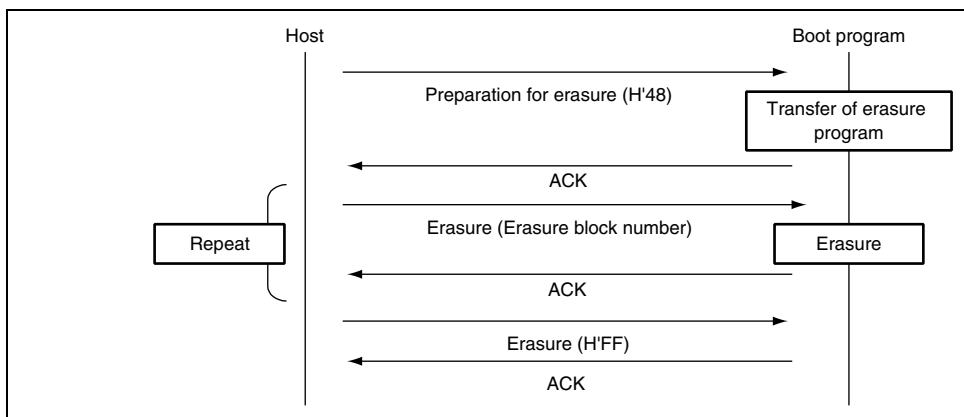 Host
Boot program
Preparation for erasure (H'48)
Transfer of erasure
program
ACK
Erasure (Erasure block number)
Repeat
Erasure
ACK
Erasure (H'FF)
ACK